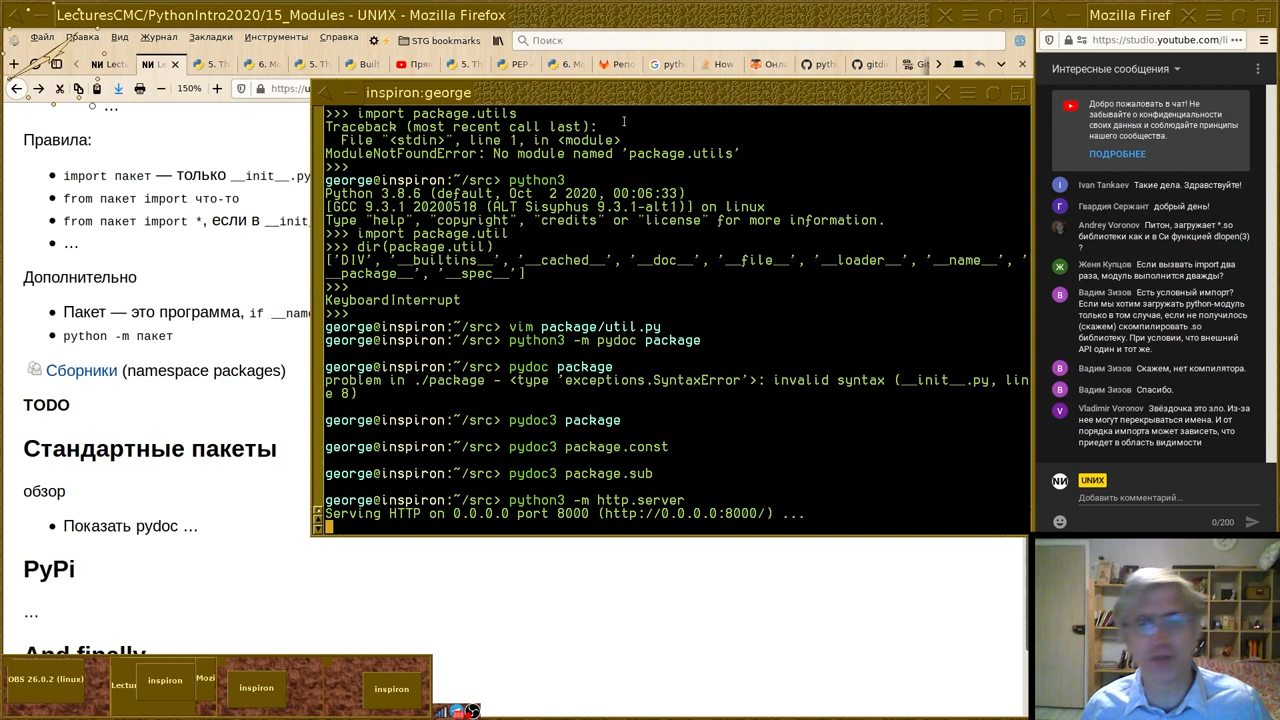 LecturesCMC/PythonIntro2020/15_Modules - UNИX - Mozilla Firefox
Mozilla Firef
Файл Правка Вид Журнал Закладки Инструменты Справка
STG bookmarks
Поиск
https://studio.youtube.com/li
150%
inspiron:george
…
Правила:
import пакет — только __init__.py
from пакет import что-то
from пакет import *, если в __init
…
Дополнительно
Пакет — это программа, if __name
python -m пакет
Сборники (namespace packages)
TODO
Стандартные пакеты
обзор
Показать pydoc …
PyPi
…
And finally
>>> import package.utils
Traceback (most recent call last):
  File "<stdin>", line 1, in <module>
ModuleNotFoundError: No module named 'package.utils'
>>>
george@inspiron:~/src> python3
Python 3.8.6 (default, Oct  2 2020, 00:06:33)
[GCC 9.3.1 20200518 (ALT Sisyphus 9.3.1-alt1)] on linux
Type "help", "copyright", "credits" or "license" for more information.
>>> import package.util
>>> dir(package.util)
['DIV', '__builtins__', '__cached__', '__doc__', '__file__', '__loader__', '__name__', '
__package__', '__spec__']
>>>
KeyboardInterrupt
>>>
george@inspiron:~/src> vim package/util.py
george@inspiron:~/src> python3 -m pydoc package
george@inspiron:~/src> pydoc package
problem in ./package - <type 'exceptions.SyntaxError'>: invalid syntax (__init__.py, lin
e 8)
george@inspiron:~/src> pydoc3 package
george@inspiron:~/src> pydoc3 package.const
george@inspiron:~/src> pydoc3 package.sub
george@inspiron:~/src> python3 -m http.server
Serving HTTP on 0.0.0.0 port 8000 (http://0.0.0.0:8000/) ...
Интересные сообщения
Добро пожаловать в чат! Не
забывайте о конфиденциальности
своих данных и соблюдайте принципы
нашего сообщества.
ПОДРОБНЕЕ
Ivan Tankaev Такие дела. Здравствуйте!
Гвардия Сержант добрый день!
Andrey Voronov Питон, загружает *.so
библиотеки как и в Си функцией dlopen(3)
?
Женя Купцов Если вызвать import два
раза, модуль выполнится дважды?
Вадим Зизов Есть условный импорт?
Если мы хотим загружать python-модуль
только в том случае, если не получилось
(скажем) скомпилировать .so
библиотеку. При условии, что внешний
API один и тот же.
Вадим Зизов Скажем, нет компилятора.
Вадим Зизов Спасибо.
Vladimir Voronov Звёздочка это зло. Из-за
нее могут перекрываться имена. И от
порядка импорта может зависеть, что
приедет в область видимости
UNИX
Добавить комментарий...
0/200
OBS 26.0.2 (linux)
Lectur
inspiron
Mozi
inspiron
inspiron